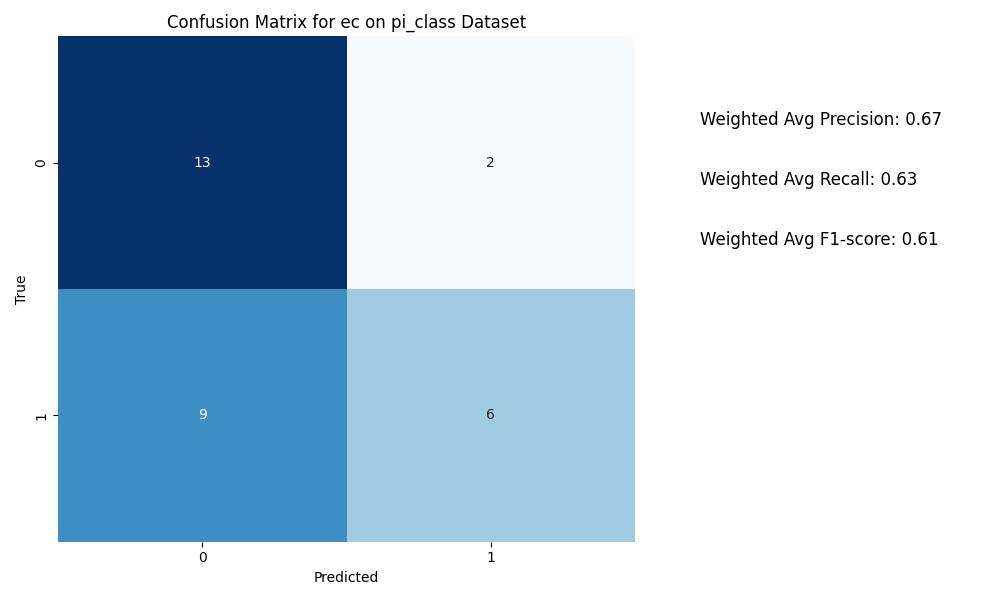 Confusion Matrix for ec on pi_class Dataset
True
0
13
2
1
9
6
0
1
Predicted
Weighted Avg Precision: 0.67
Weighted Avg Recall: 0.63
Weighted Avg F1-score: 0.61